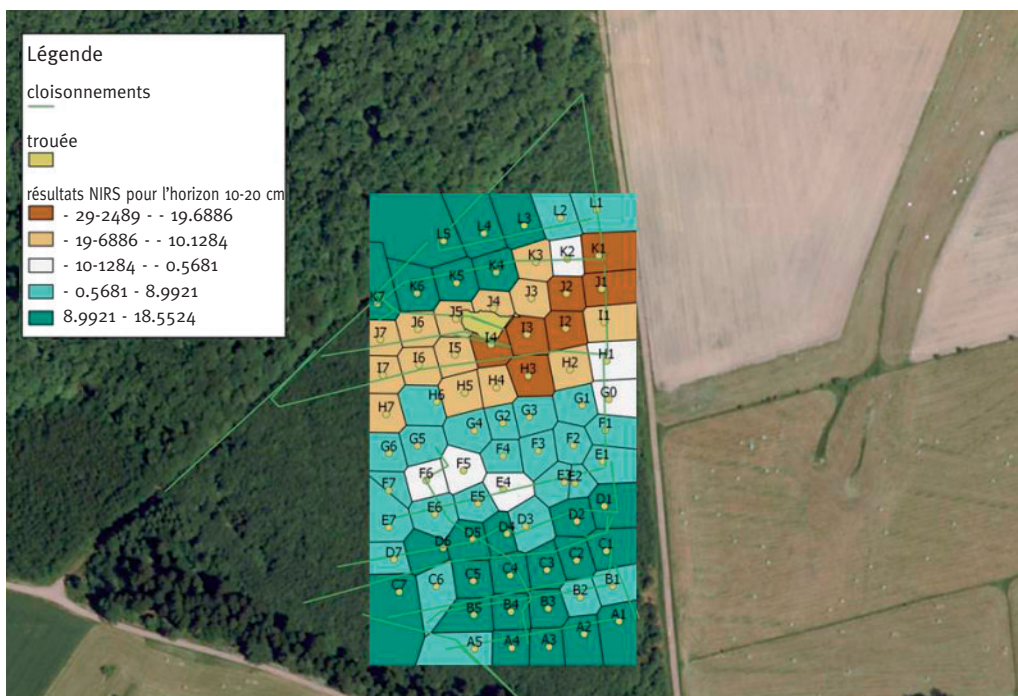 Légende
cloisonnements
trouée
résultats NIRS pour l'horizon 10-20 cm
- 29-2489 - - 19.6886
- 19-6886 - - 10.1284
- 10-1284 - - 0.5681
- 0.5681 - 8.9921
8.9921 - 18.5524
L5 L4 L3 L2 L1
K7 K6 K5 K4 K3 K2 K1
J7 J6 J5 J4 J3 J2 J1
I7 I6 I5 I4 I3 I2 I1
H7 H6 H5 H4 H3 H2 H1
G6 G5 G4 G2 G3 G1 G0
F7 F6 F5 F4 F3 F2 F1
E7 E6 E5 E4 E3 E2 E1
D7 D6 D5 D4 D3 D2 D1
C7 C6 C5 C4 C3 C2 C1
B5 B4 B3 B2 B1
A5 A4 A3 A2 A1